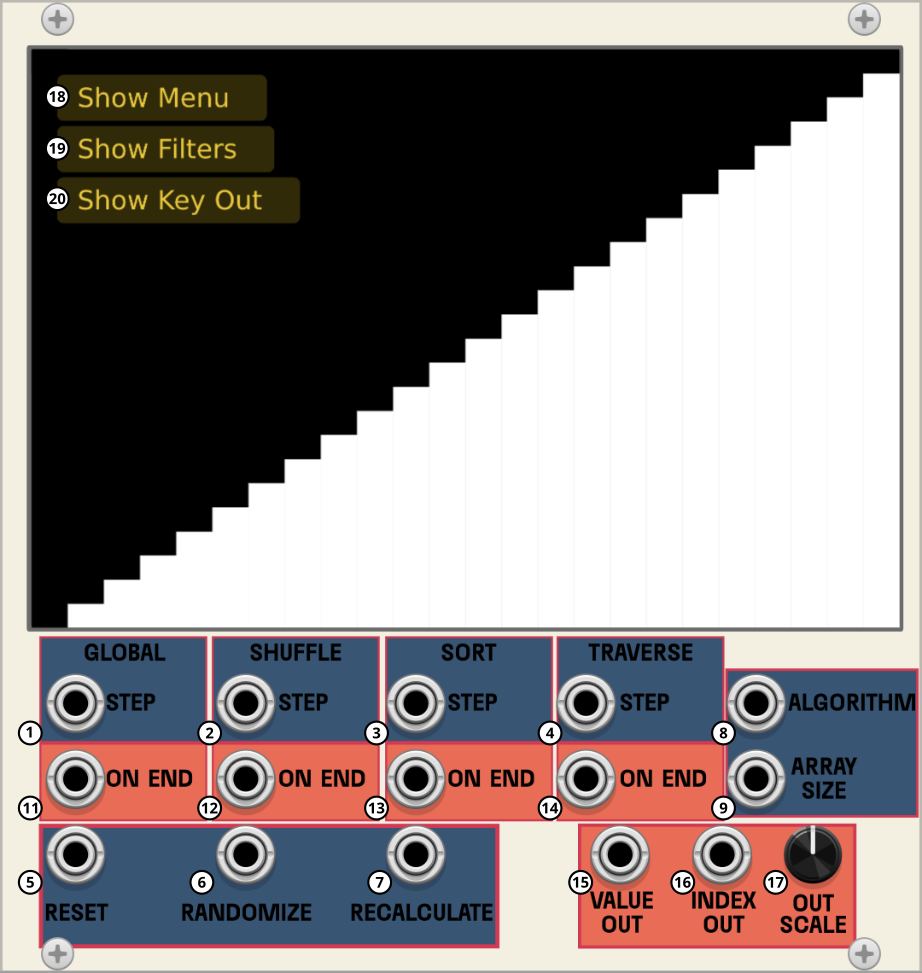 18 Show Menu
19 Show Filters
20 Show Key Out
GLOBAL SHUFFLE SORT TRAVERSE
STEP STEP STEP STEP ALGORITHM
1 2 3 4 8
ON END ON END ON END ON END ARRAY
SIZE
11 12 13 14 9
5 6 7 15 16 17
RESET RANDOMIZE RECALCULATE VALUE INDEX OUT
OUT OUT SCALE